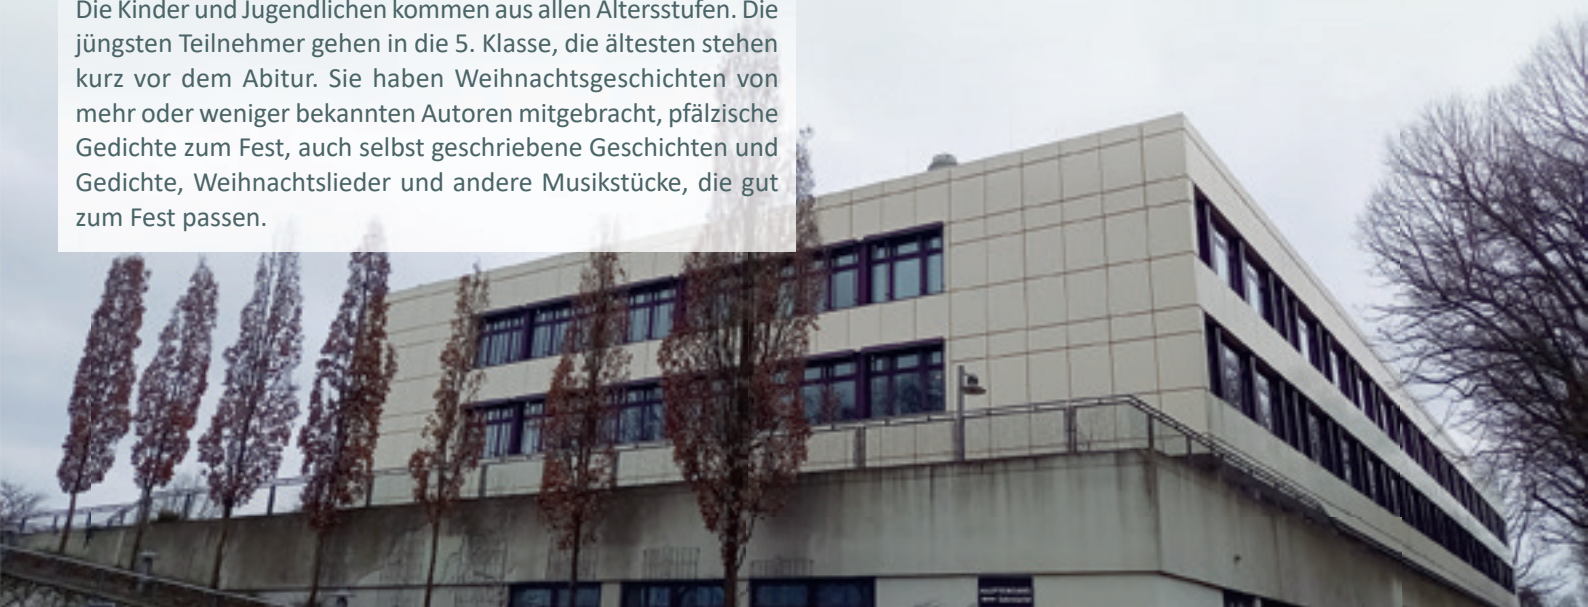 Die Kinder und Jugendlichen kommen aus allen Altersstufen. Die
jüngsten Teilnehmer gehen in die 5. Klasse, die ältesten stehen
kurz vor dem Abitur. Sie haben Weihnachtsgeschichten von
mehr oder weniger bekannten Autoren mitgebracht, pfälzische
Gedichte zum Fest, auch selbst geschriebene Geschichten und
Gedichte, Weihnachtslieder und andere Musikstücke, die gut
zum Fest passen.